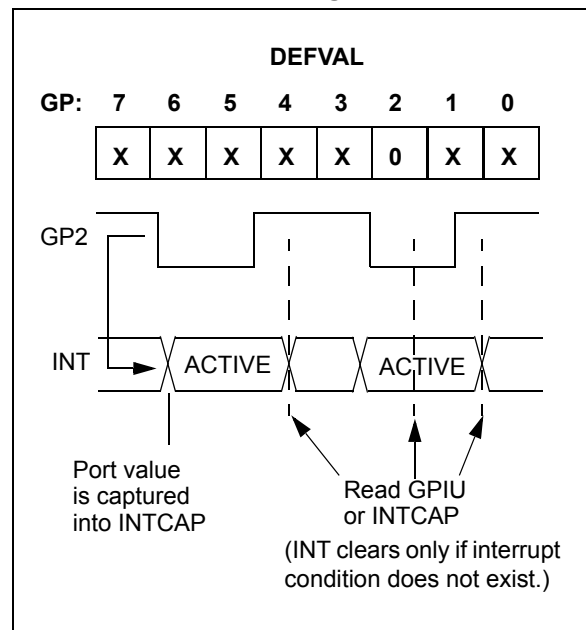 DEFVAL
GP: 7 6 5 4 3 2 1 0
X X X X X 0 X X
GP2
INT ACTIVE ACTIVE
Port value
is captured
into INTCAP
Read GPIU
or INTCAP
(INT clears only if interrupt
condition does not exist.)